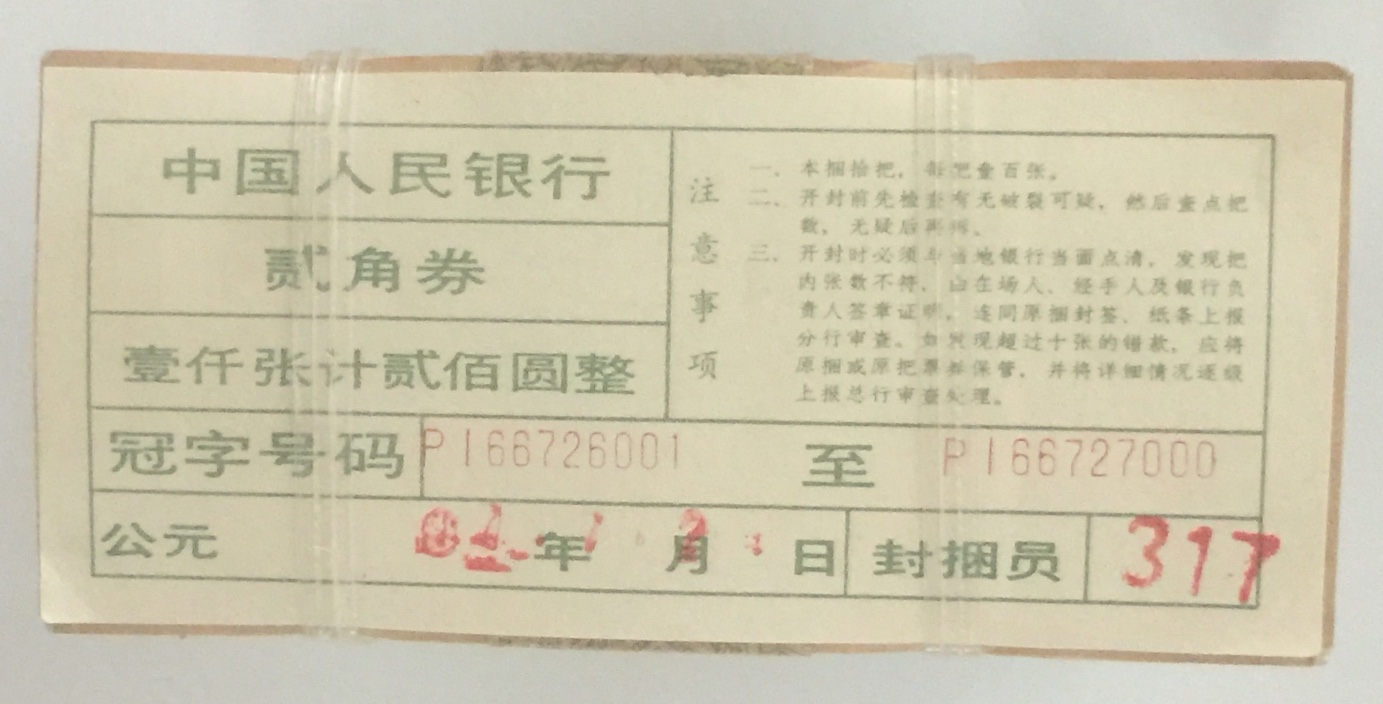 中国人民银行
贰角券
壹仟张计贰佰圆整
注意事项
一、本捆拾把，每把壹百张。
二、开封前先检查有无破裂可疑，然后查点把
数，无疑后再拆。
三、开封时必须与当地银行当面点清，发现把
内张数不符，由在场人、经手人及银行负
责人签章证明，连同原捆封签、纸条上报
分行审查。如发现超过十张的错款，应将
原捆或原把票币保管，并将详细情况逐级
上报总行审查处理。
冠字号码 PI66726001 至 PI66727000
公元 年 月 日 封捆员 317